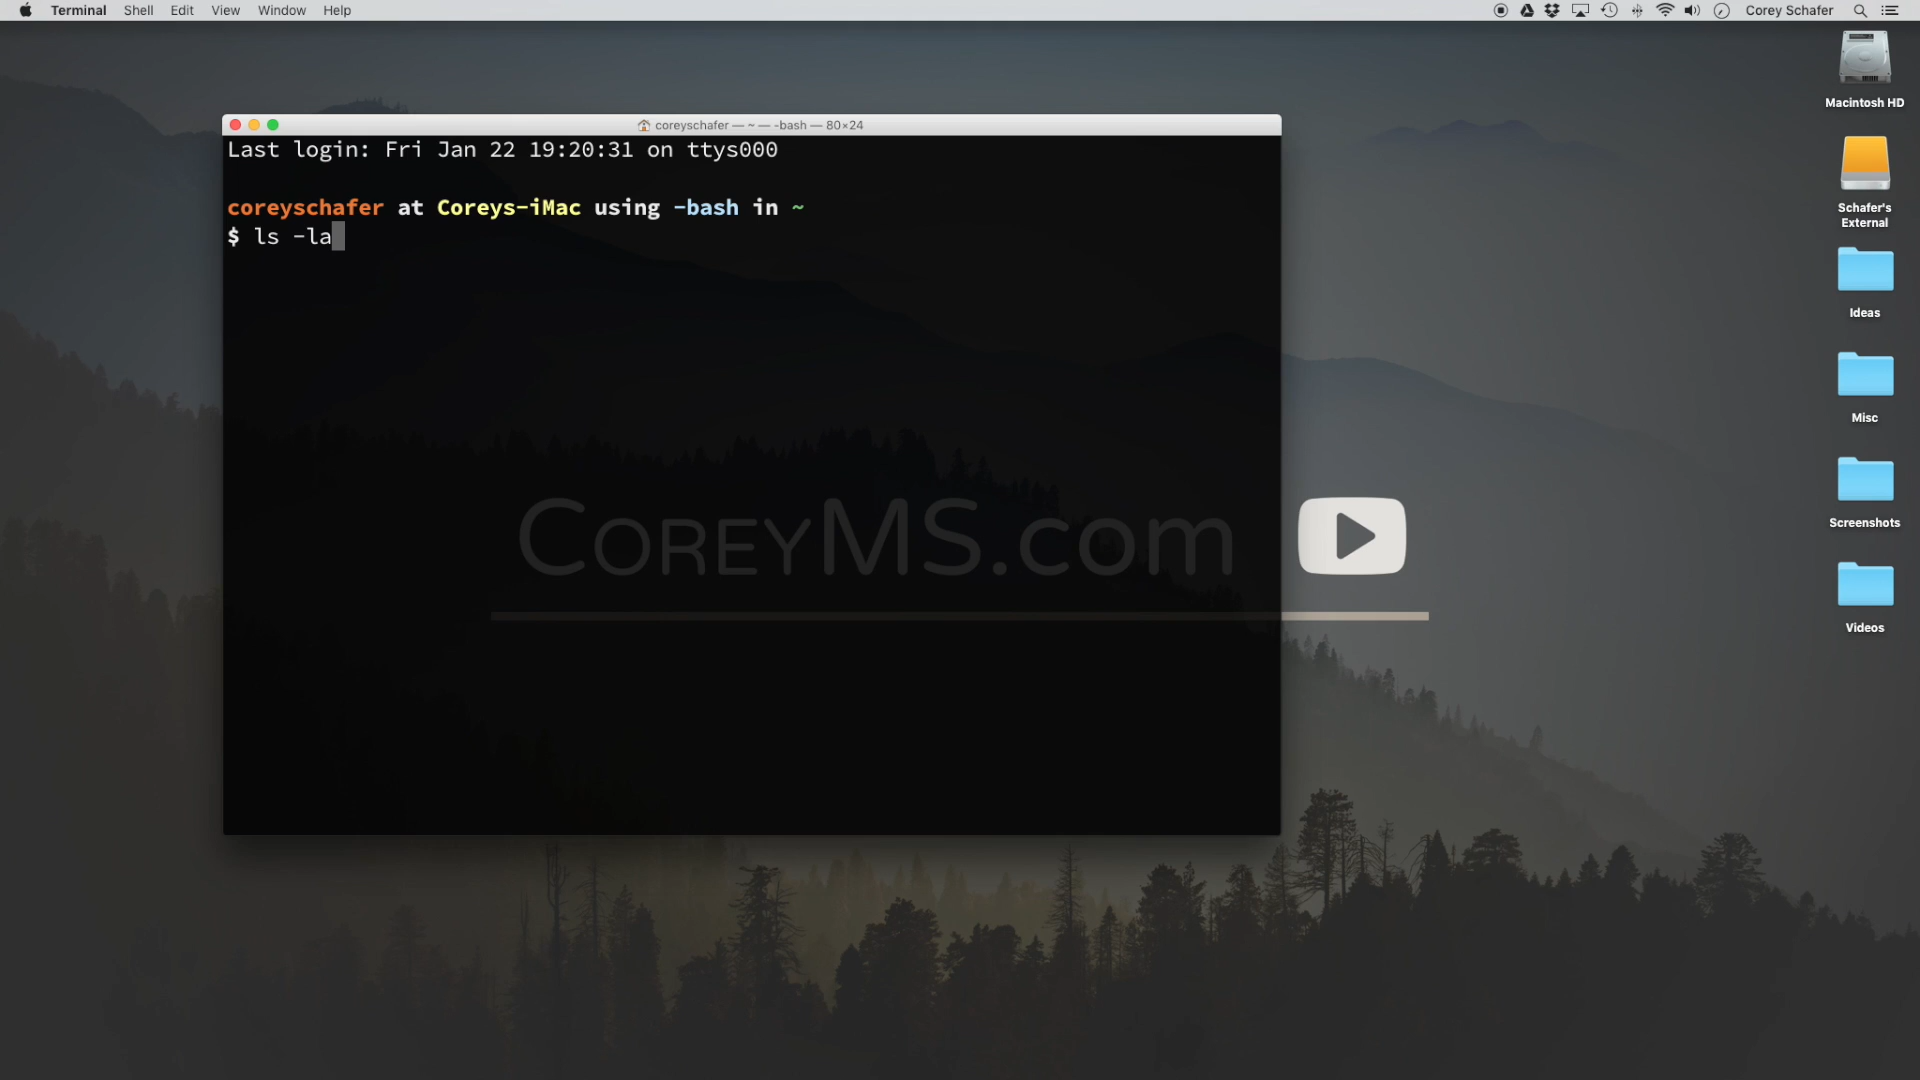 Terminal Shell Edit View Window Help Corey Schafer
coreyschafer — ~ — -bash — 80×24
Last login: Fri Jan 22 19:20:31 on ttys000
coreyschafer at Coreys-iMac using -bash in ~
$ ls -la
CoreyMS.com
Macintosh HD
Schafer's
External
Ideas
Misc
Screenshots
Videos